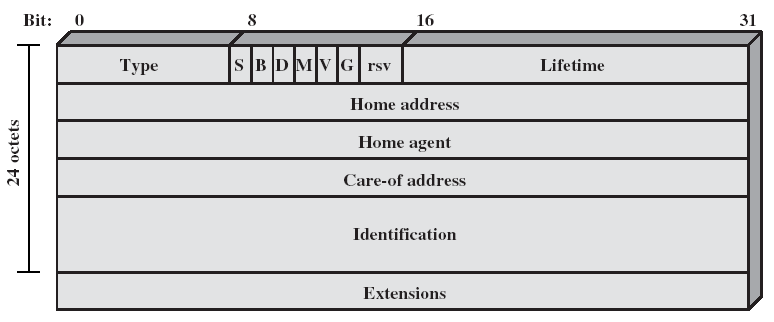 Bit: 0 8 16 31
Type S B D M V G rsv Lifetime
Home address
Home agent
Care-of address
Identification
Extensions
24 octets